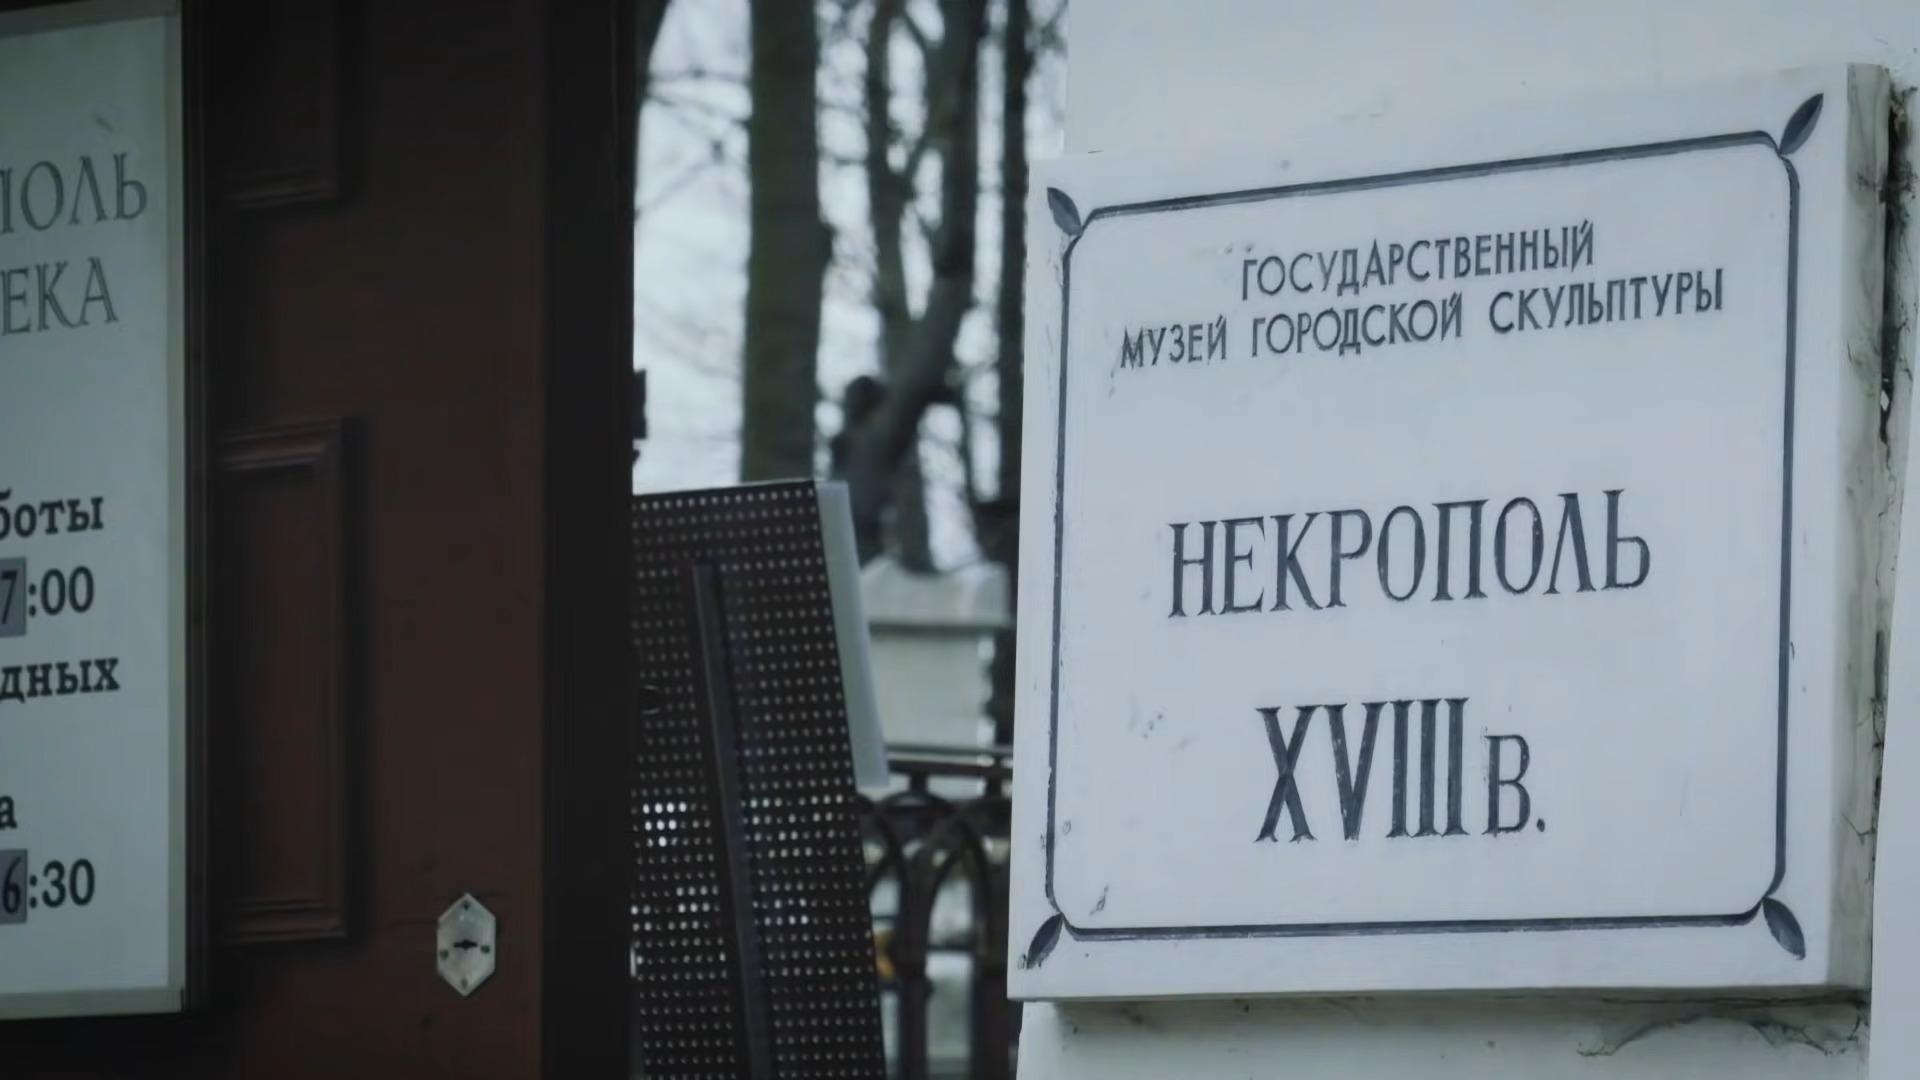 ГОСУДАРСТВЕННЫЙ
МУЗЕЙ ГОРОДСКОЙ СКУЛЬПТУРЫ
НЕКРОПОЛЬ
XVIII В.
ПОЛЬ
ЕКА
боты
7:00
дных
а
6:30